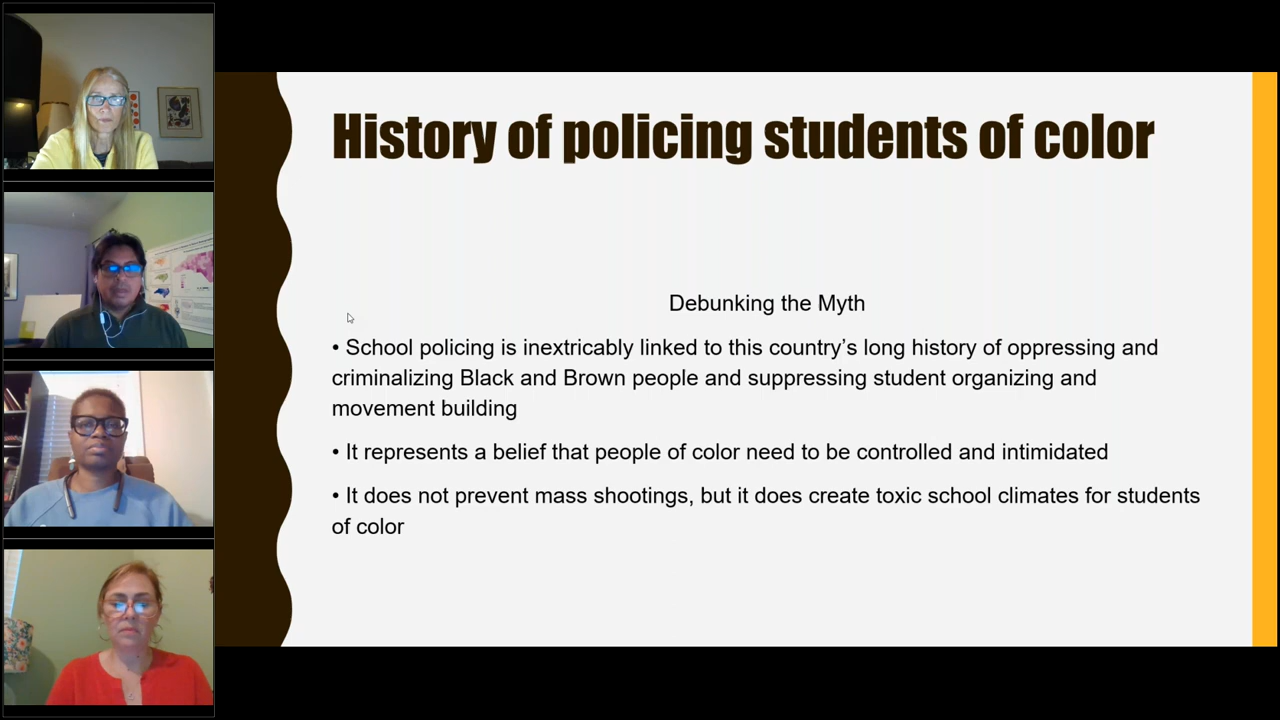 History of policing students of color
Debunking the Myth
• School policing is inextricably linked to this country’s long history of oppressing and
criminalizing Black and Brown people and suppressing student organizing and
movement building
• It represents a belief that people of color need to be controlled and intimidated
• It does not prevent mass shootings, but it does create toxic school climates for students
of color